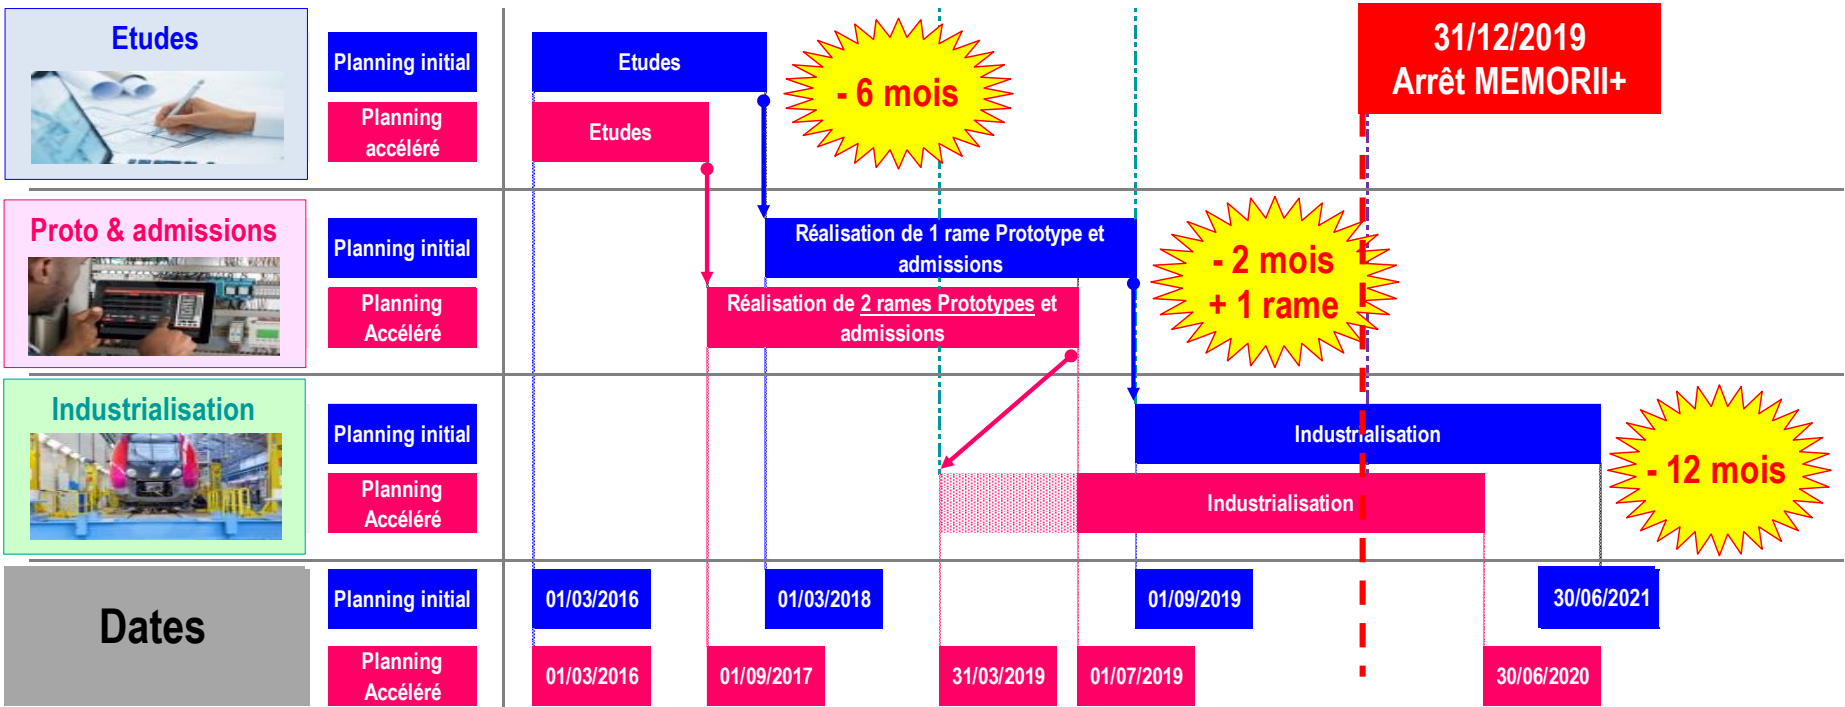 Etudes
Planning initial
Etudes
- 6 mois
31/12/2019
Arrêt MEMORII+
Planning
accéléré
Etudes
Proto & admissions
Planning initial
Réalisation de 1 rame Prototype et
admissions
- 2 mois
+ 1 rame
Planning
Accéléré
Réalisation de 2 rames Prototypes et
admissions
Industrialisation
Planning initial
Industrialisation
- 12 mois
Planning
Accéléré
Industrialisation
Dates
Planning initial
01/03/2016
01/03/2018
01/09/2019
30/06/2021
Planning
Accéléré
01/03/2016
01/09/2017
31/03/2019
01/07/2019
30/06/2020